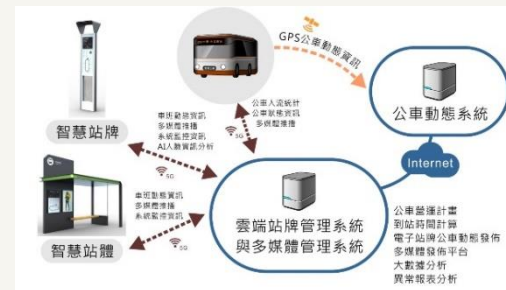 GPS公車動態資訊
公車動態系統
公車人流統計
公車狀態資訊
多媒體推播
智慧站牌
車班動態資訊
多媒體推播
系統監控資訊
AI人臉資訊分析
5G
5G
Internet
智慧站體
車班動態資訊
多媒體推播
系統監控資訊
5G
雲端站牌管理系統
與多媒體管理系統
公車營運計畫
到站時間計算
電子站牌公車動態發佈
多媒體發佈平台
大數據分析
異常報表分析